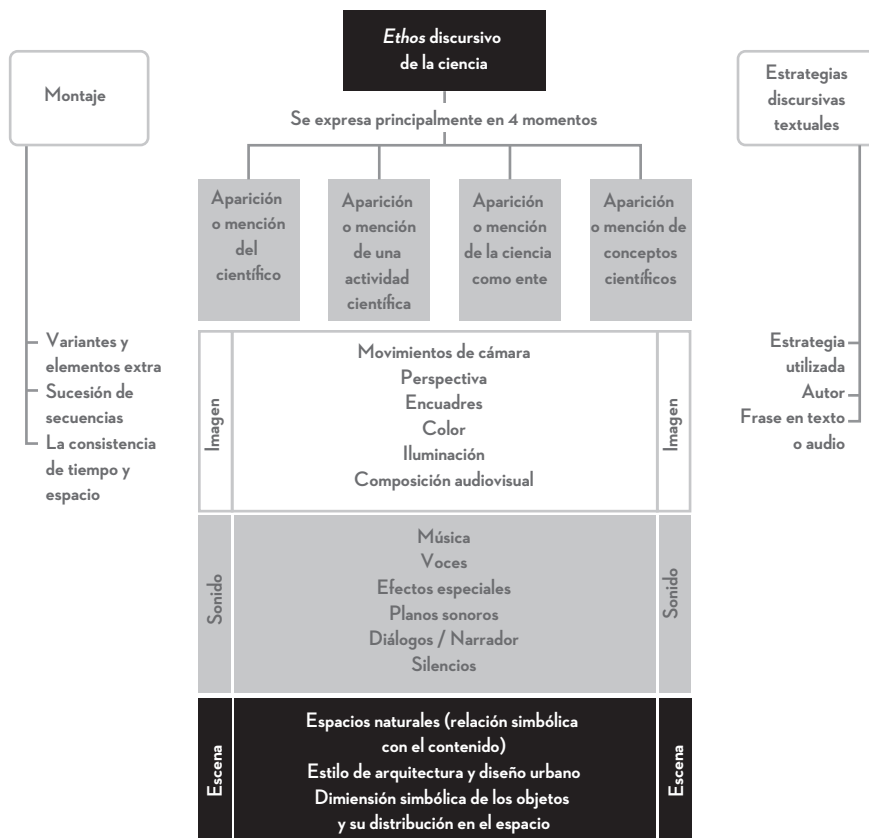 Ethos discursivo
de la ciencia
Montaje
Estrategias
discursivas
textuales
Se expresa principalmente en 4 momentos
Aparición
o mención
del
científico
Aparición
o mención
de una
actividad
científica
Aparición
o mención
de la ciencia
como ente
Aparición
o mención de
conceptos
científicos
Variantes y
elementos extra
Sucesión de
secuencias
La consistencia
de tiempo y
espacio
Imagen
Movimientos de cámara
Perspectiva
Encuadres
Color
Iluminación
Composición audiovisual
Imagen
Estrategia
utilizada
Autor
Frase en texto
o audio
Sonido
Música
Voces
Efectos especiales
Planos sonoros
Diálogos / Narrador
Silencios
Sonido
Escena
Espacios naturales (relación simbólica
con el contenido)
Estilo de arquitectura y diseño urbano
Dimiensión simbólica de los objetos
y su distribución en el espacio
Escena